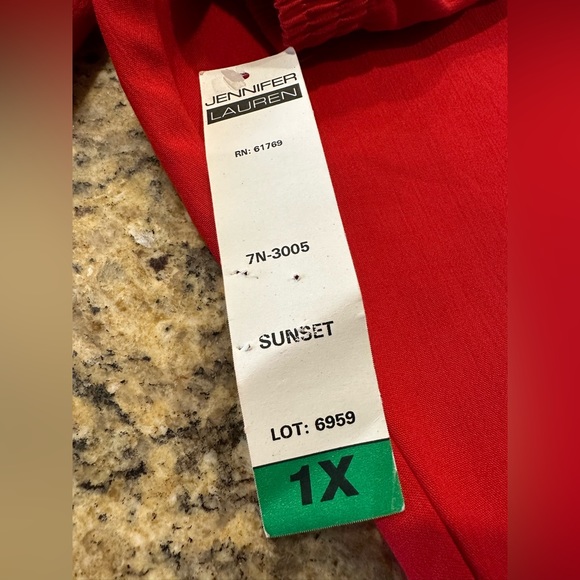 JENNIFER
LAUREN
RN: 61769
7N-3005
SUNSET
LOT: 6959
1X